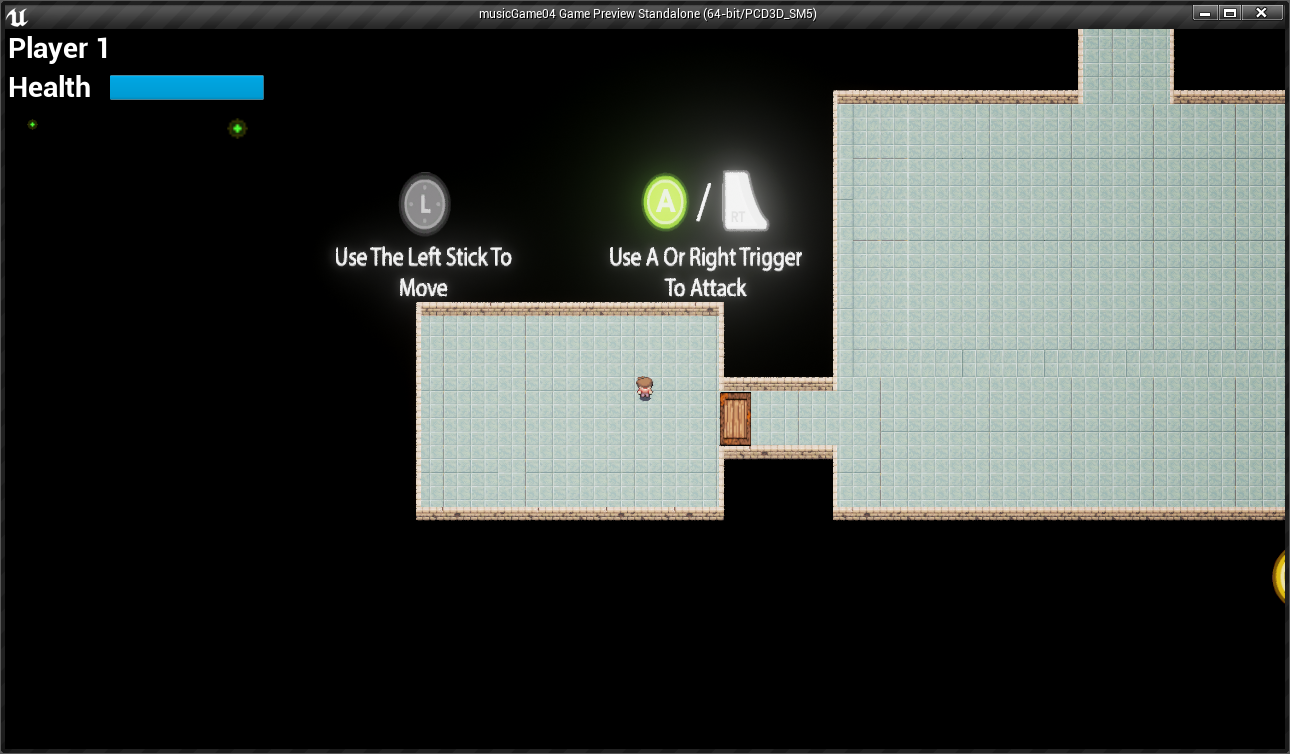 musicGame04 Game Preview Standalone (64-bit/PCD3D_SM5)
Player 1
Health
L
A / RT
Use The Left Stick To
Move
Use A Or Right Trigger
To Attack